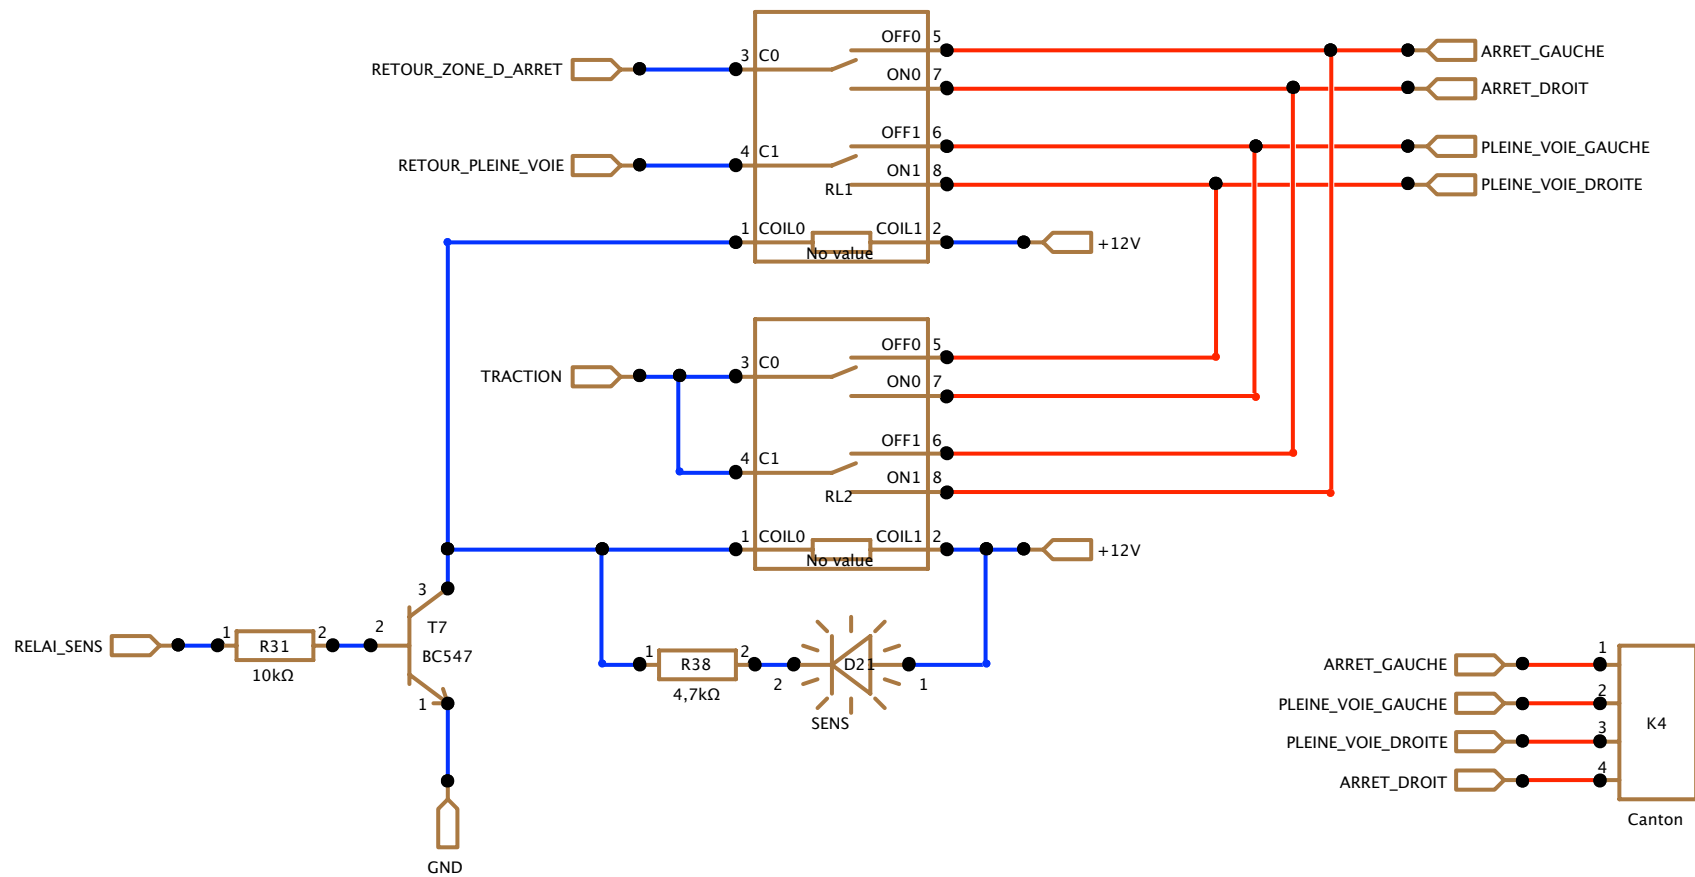 OFF0 5
RETOUR_ZONE_D_ARRET 3 C0 ARRET_GAUCHE
ON0 7 ARRET_DROIT
OFF1 6
RETOUR_PLEINE_VOIE 4 C1 PLEINE_VOIE_GAUCHE
ON1 8 PLEINE_VOIE_DROITE
RL1
1 COIL0 COIL1 2 +12V
No value
OFF0 5
TRACTION 3 C0
ON0 7
OFF1 6
4 C1
ON1 8
RL2
1 COIL0 COIL1 2 +12V
No value
3
2 T7
RELAI_SENS 1 R31 2 BC547
10kΩ
1
1 R38 2 D21
4,7kΩ 2 1
SENS
GND
ARRET_GAUCHE 1
PLEINE_VOIE_GAUCHE 2
K4
PLEINE_VOIE_DROITE 3
ARRET_DROIT 4
Canton